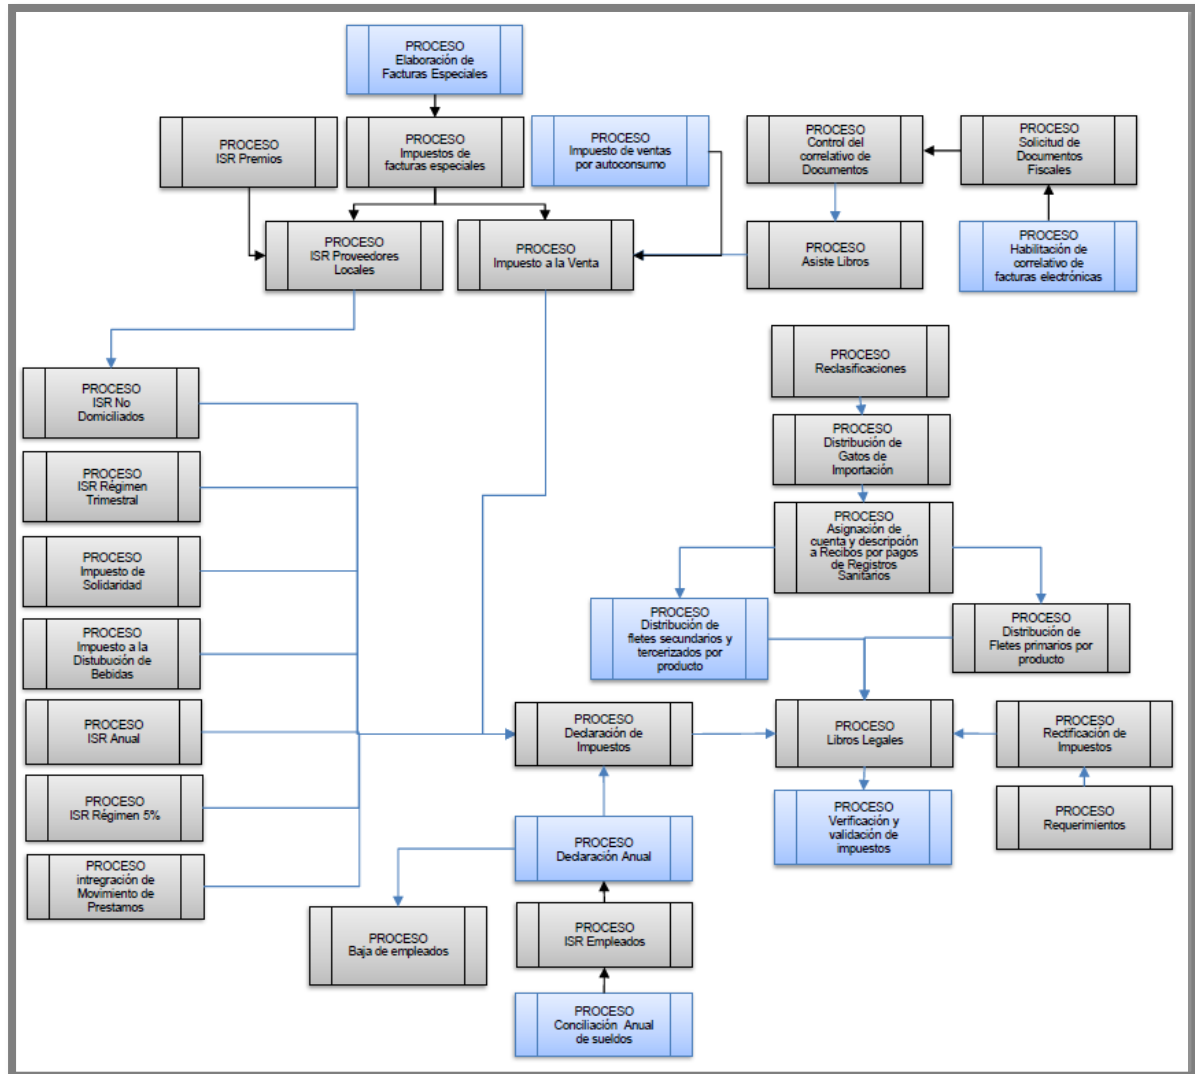 PROCESO
Elaboración de
Facturas Especiales
PROCESO
ISR Premios
PROCESO
Impuestos de
facturas especiales
PROCESO
Impuesto de ventas
por autoconsumo
PROCESO
Control del
correlativo de
Documentos
PROCESO
Solicitud de
Documentos
Fiscales
PROCESO
ISR Proveedores
Locales
PROCESO
Impuesto a la Venta
PROCESO
Asiste Libros
PROCESO
Habilitación de
correlativo de
facturas electrónicas
PROCESO
Reclasificaciones
PROCESO
ISR No
Domiciliados
PROCESO
Distribución de
Gatos de
Importación
PROCESO
ISR Régimen
Trimestral
PROCESO
Asignación de
cuenta y descripción
a Recibos por pagos
de Registros
Sanitarios
PROCESO
Impuesto de
Solidaridad
PROCESO
Distribución de
fletes secundarios y
tercerizados por
producto
PROCESO
Distribución de
Fletes primarios por
producto
PROCESO
Impuesto a la
Distubución de
Bebidas
PROCESO
ISR Anual
PROCESO
Declaración de
Impuestos
PROCESO
Libros Legales
PROCESO
Rectificación de
Impuestos
PROCESO
ISR Régimen 5%
PROCESO
Verificación y
validación de
impuestos
PROCESO
Requerimientos
PROCESO
Declaración Anual
PROCESO
intregración de
Movimiento de
Prestamos
PROCESO
Baja de empleados
PROCESO
ISR Empleados
PROCESO
Conciliación Anual
de sueldos